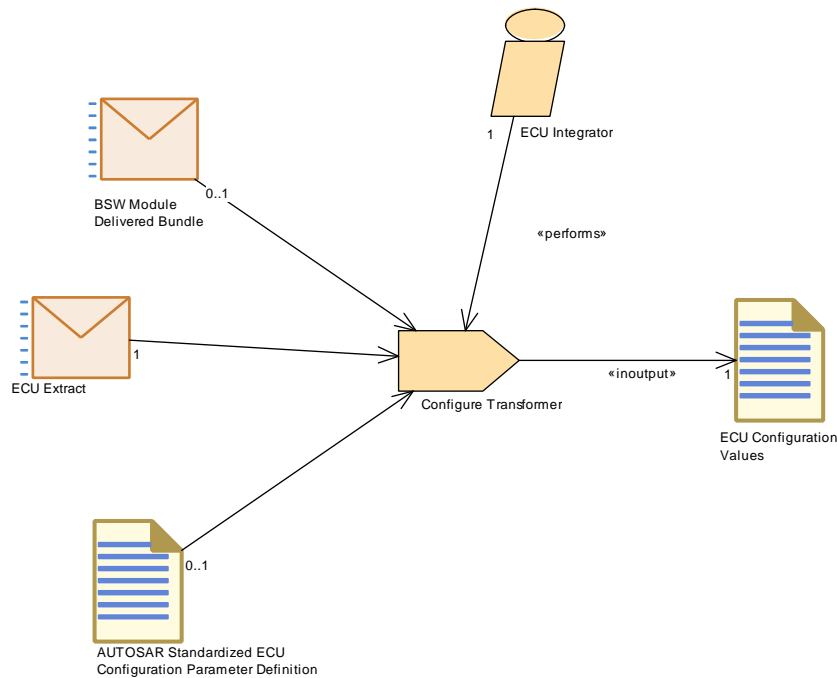 1
ECU Integrator
0..1
BSW Module
Delivered Bundle
«performs»
1
ECU Extract
«inoutput»
1
Configure Transformer
ECU Configuration
Values
0..1
AUTOSAR Standardized ECU
Configuration Parameter Definition